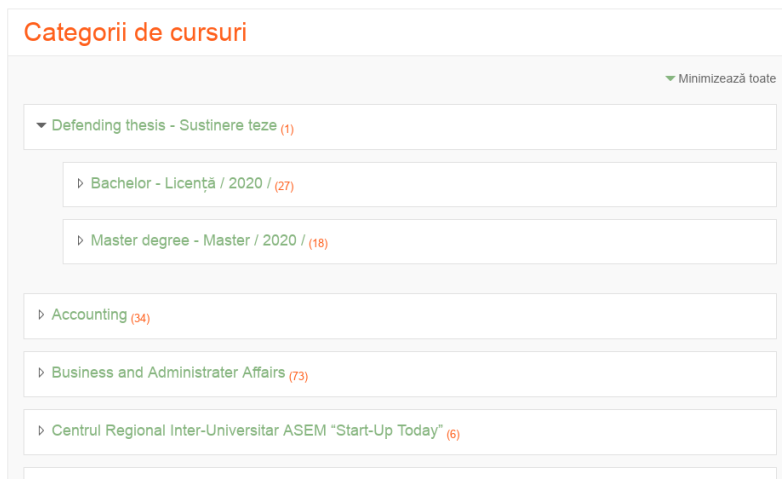 Categorii de cursuri
Minimizează toate
Defending thesis - Sustinere teze (1)
Bachelor - Licență / 2020 / (27)
Master degree - Master / 2020 / (18)
Accounting (34)
Business and Administrater Affairs (73)
Centrul Regional Inter-Universitar ASEM “Start-Up Today” (6)